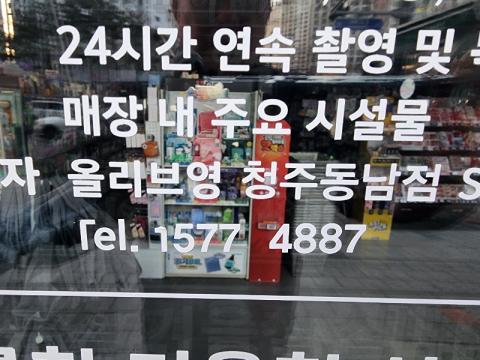 24시간 연속 촬영 및
매장 내 주요 시설물
자 올리브영 청주동남점 S
Tel. 1577 4887